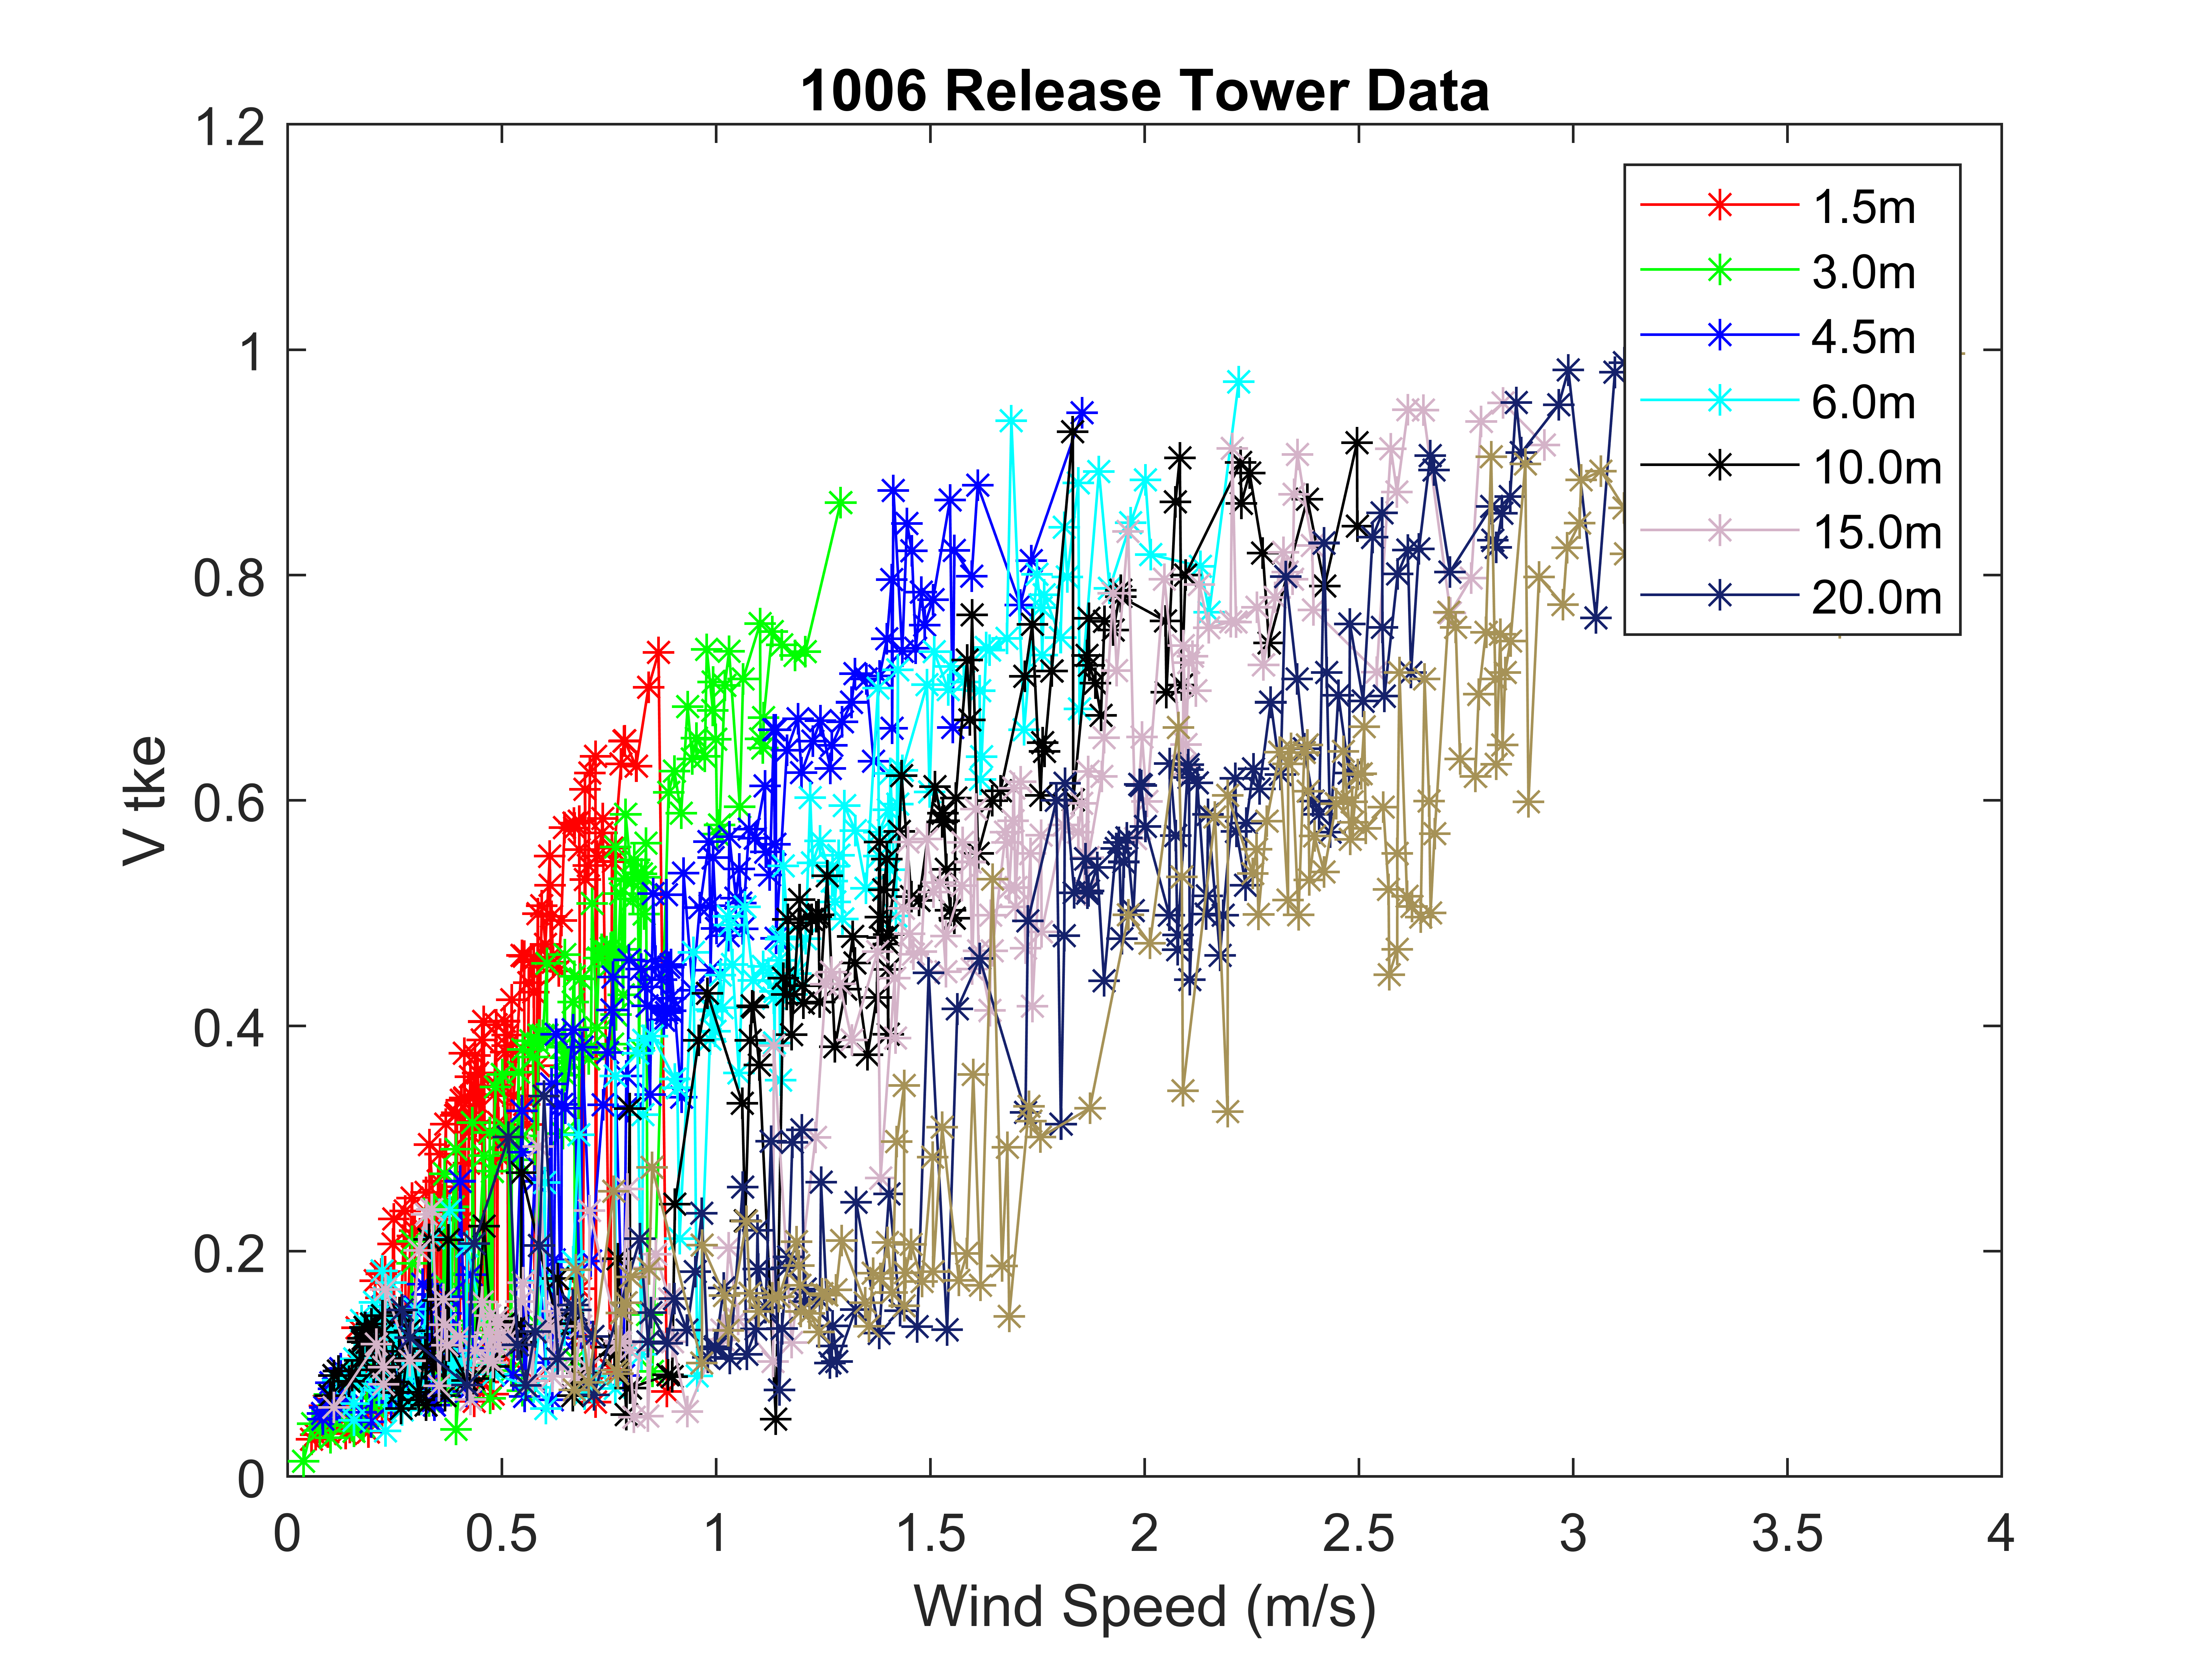 1006 Release Tower Data
1.2
1
0.8
0.6
0.4
0.2
0
V tke
1.5m
3.0m
4.5m
6.0m
10.0m
15.0m
20.0m
0 0.5 1 1.5 2 2.5 3 3.5 4
Wind Speed (m/s)